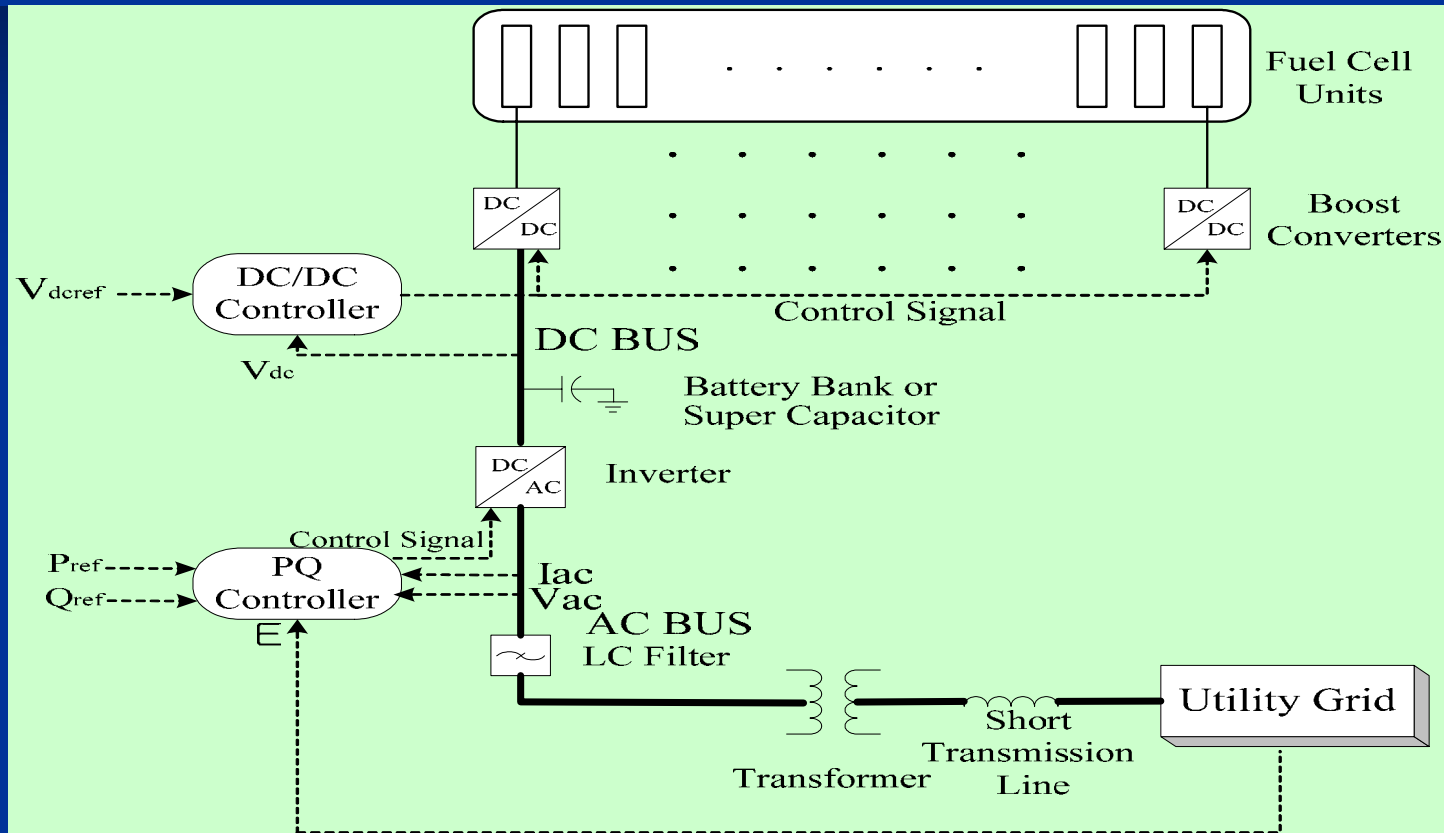 Fuel Cell
Units
DC
DC
DC
DC
Boost
Converters
Vdcref
DC/DC
Controller
Control Signal
DC BUS
Vdc
Battery Bank or
Super Capacitor
DC
AC
Inverter
Control Signal
Pref
Qref
PQ
Controller
Iac
Vac
E
AC BUS
LC Filter
Utility Grid
Short
Transmission
Line
Transformer